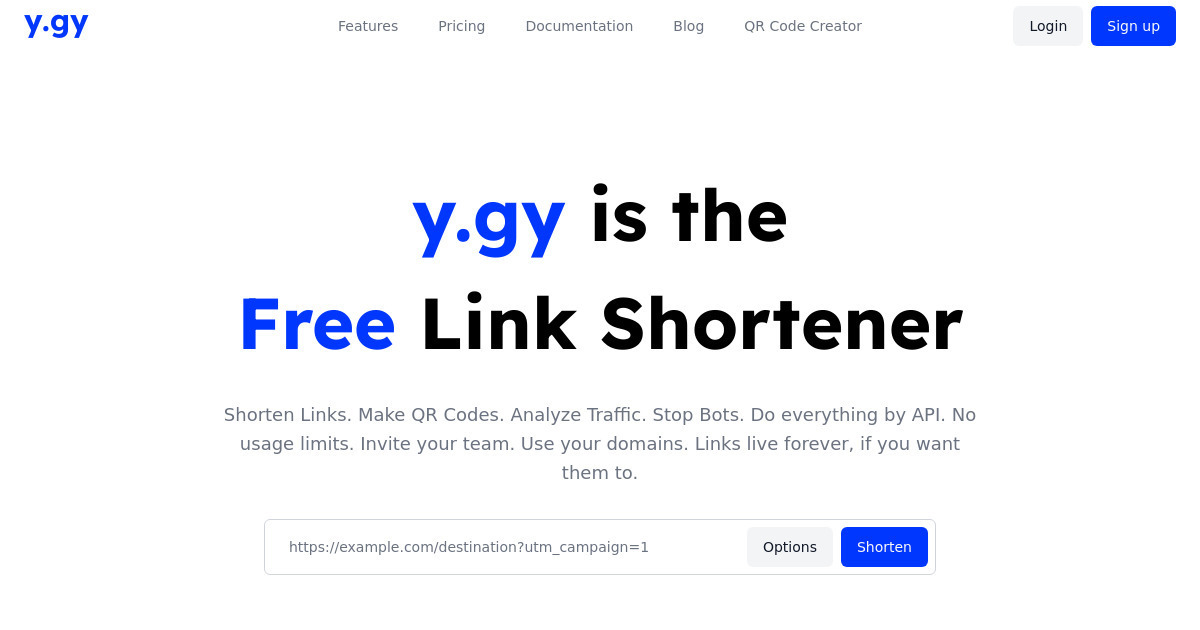 y.gy
Features
Pricing
Documentation
Blog
QR Code Creator
Login
Sign up
y.gy is the
Free Link Shortener
Shorten Links. Make QR Codes. Analyze Traffic. Stop Bots. Do everything by API. No
usage limits. Invite your team. Use your domains. Links live forever, if you want
them to.
https://example.com/destination?utm_campaign=1
Options
Shorten